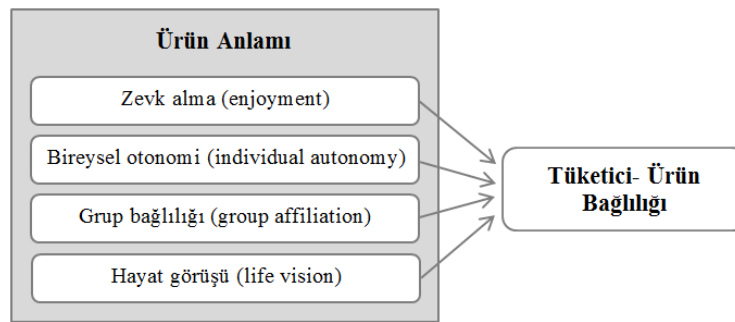 Ürün Anlamı
Zevk alma (enjoyment)
Bireysel otonomi (individual autonomy)
Grup bağlılığı (group affiliation)
Hayat görüşü (life vision)
Tüketici- Ürün
Bağlılığı